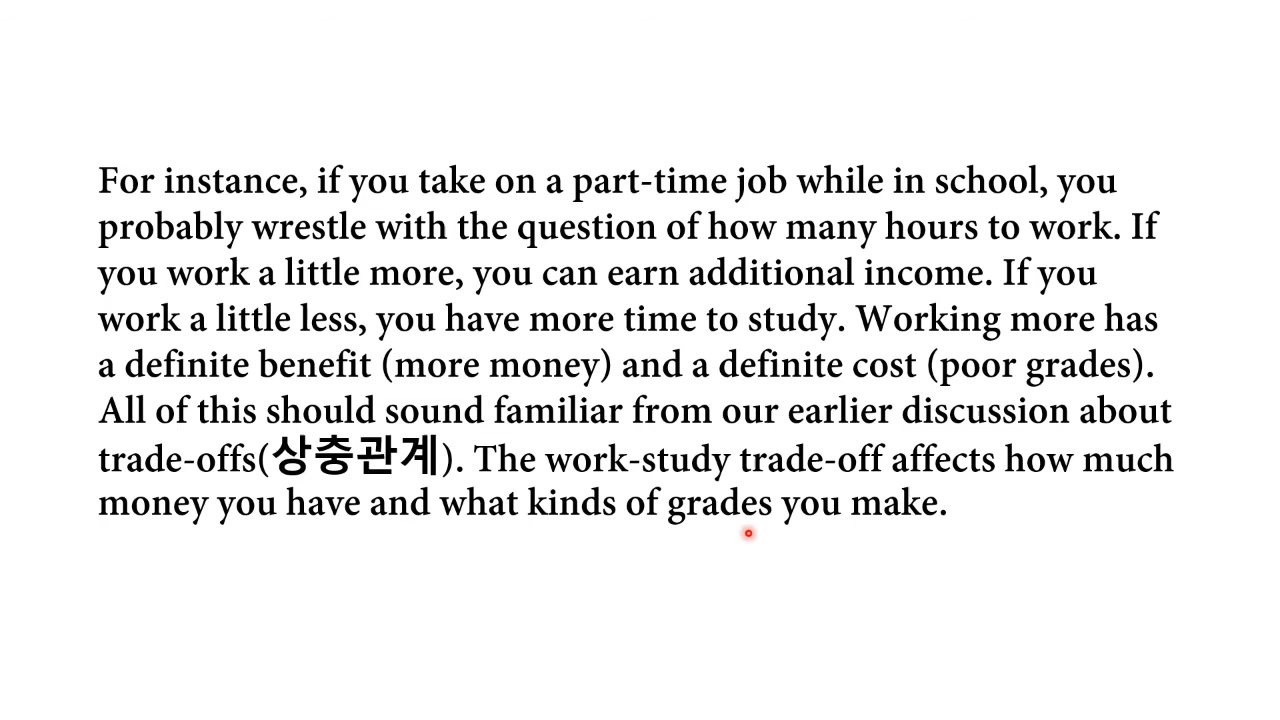 For instance, if you take on a part-time job while in school, you
probably wrestle with the question of how many hours to work. If
you work a little more, you can earn additional income. If you
work a little less, you have more time to study. Working more has
a definite benefit (more money) and a definite cost (poor grades).
All of this should sound familiar from our earlier discussion about
trade-offs(상충관계). The work-study trade-off affects how much
money you have and what kinds of grades you make.